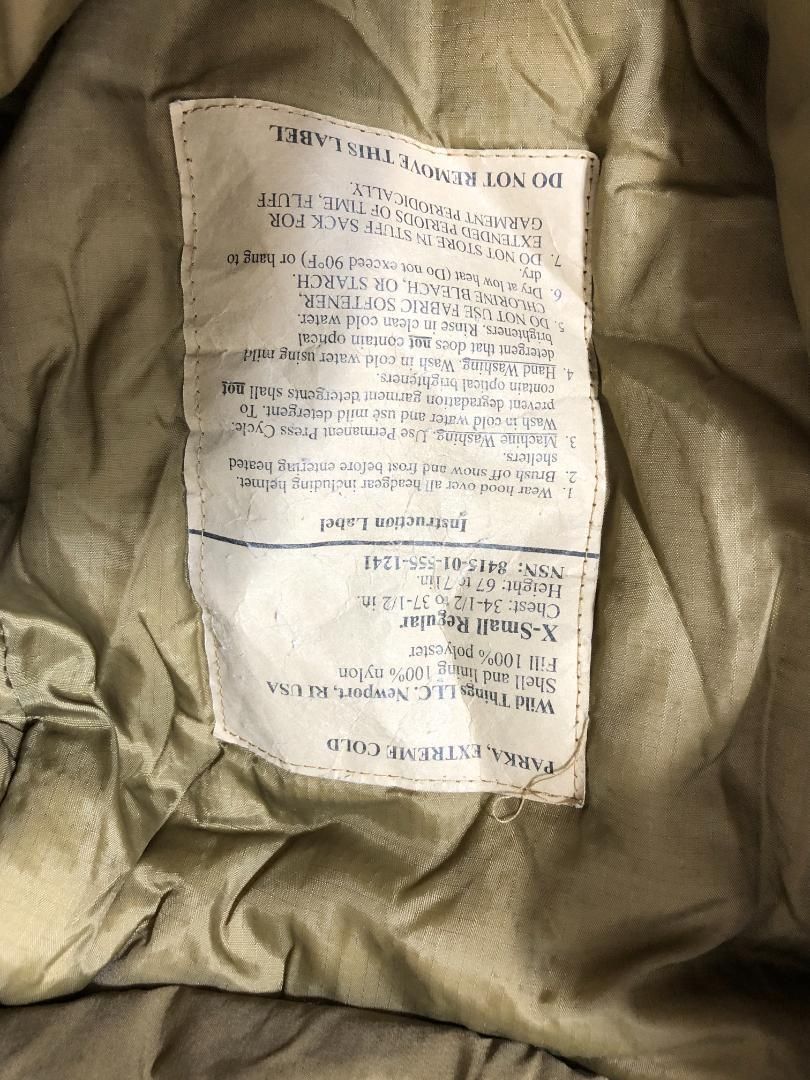 PARKA, EXTREME COLD
Wild Things LLC. Newport, RI USA
Shell and lining 100% nylon
Fill 100% polyester
X-Small Regular
Chest: 34-1/2 to 37-1/2 in.
Height: 67 to 71 in.
NSN: 8415-01-555-1241
Instruction Label
1. Wear hood over all headgear including helmet.
2. Brush off snow and frost before entering heated
shelters.
3. Machine Washing. Use Permanent Press Cycle.
Wash in cold water and use mild detergent. To
prevent degradation garment detergents shall not
contain optical brighteners.
4. Hand Washing. Wash in cold water using mild
detergent that does not contain optical
brighteners. Rinse in clean cold water.
5. DO NOT USE FABRIC SOFTENER,
CHLORINE BLEACH, OR STARCH.
6. Dry at low heat (Do not exceed 90°F) or hang to
dry.
7. DO NOT STORE IN STUFF SACK FOR
EXTENDED PERIODS OF TIME, FLUFF
GARMENT PERIODICALLY.
DO NOT REMOVE THIS LABEL